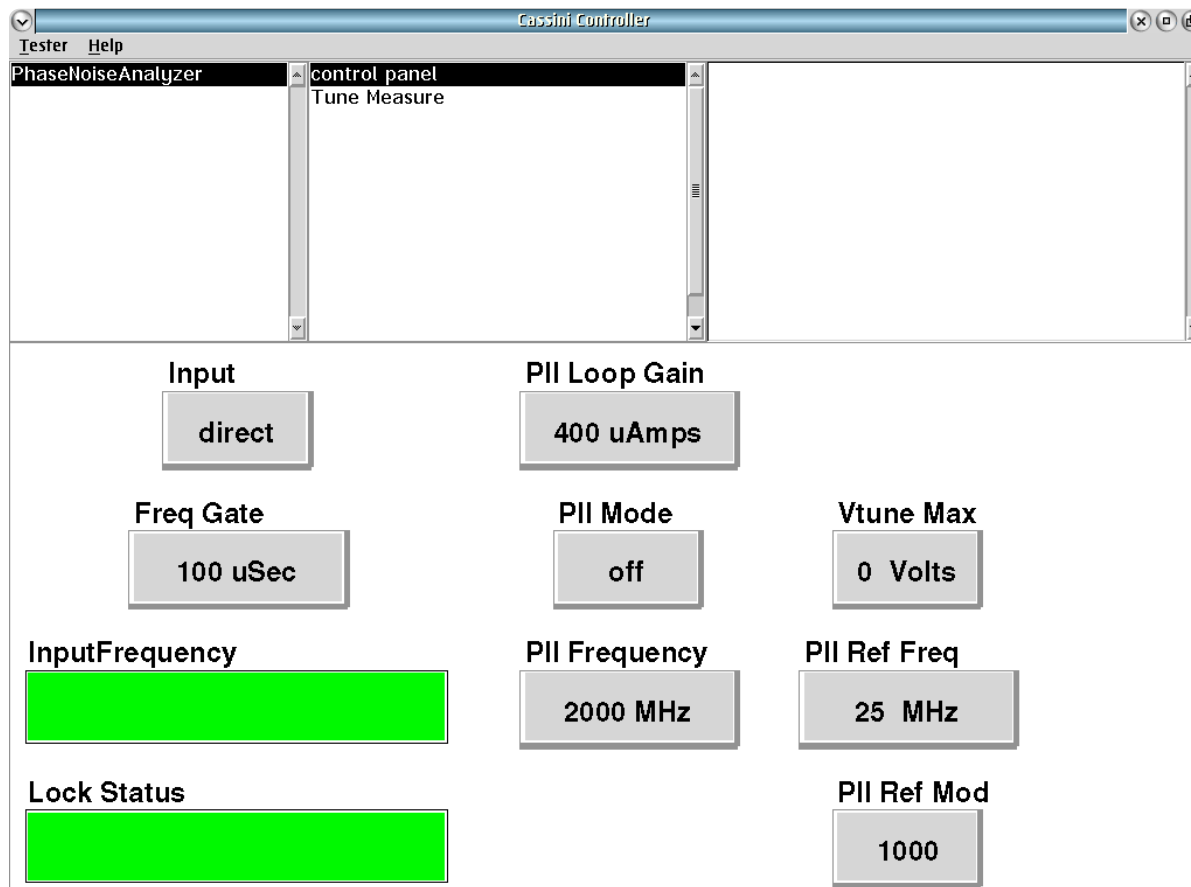 Cassini Controller
Tester Help
PhaseNoiseAnalyzer
control panel
Tune Measure
Input
direct
Pll Loop Gain
400 uAmps
Freq Gate
100 uSec
Pll Mode
off
Vtune Max
0 Volts
InputFrequency
Pll Frequency
2000 MHz
Pll Ref Freq
25 MHz
Lock Status
Pll Ref Mod
1000